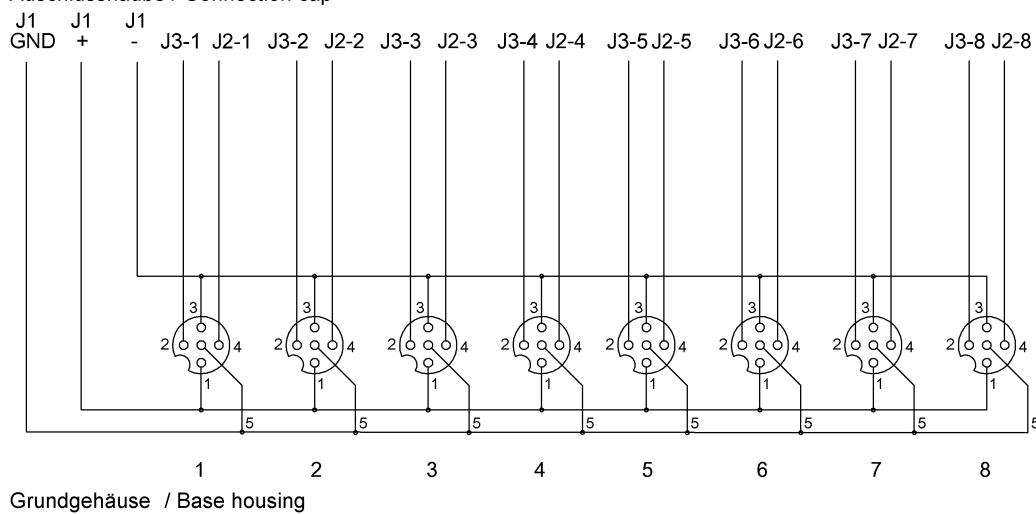 J1 J1 J1
GND + - J3-1 J2-1 J3-2 J2-2 J3-3 J2-3 J3-4 J2-4 J3-5 J2-5 J3-6 J2-6 J3-7 J2-7 J3-8 J2-8
3 3 3 3 3 3 3 3
2 4 2 4 2 4 2 4 2 4 2 4 2 4 2 4
1 1 1 1 1 1 1 1
5 5 5 5 5 5 5 5
1 2 3 4 5 6 7 8
Grundgehäuse / Base housing